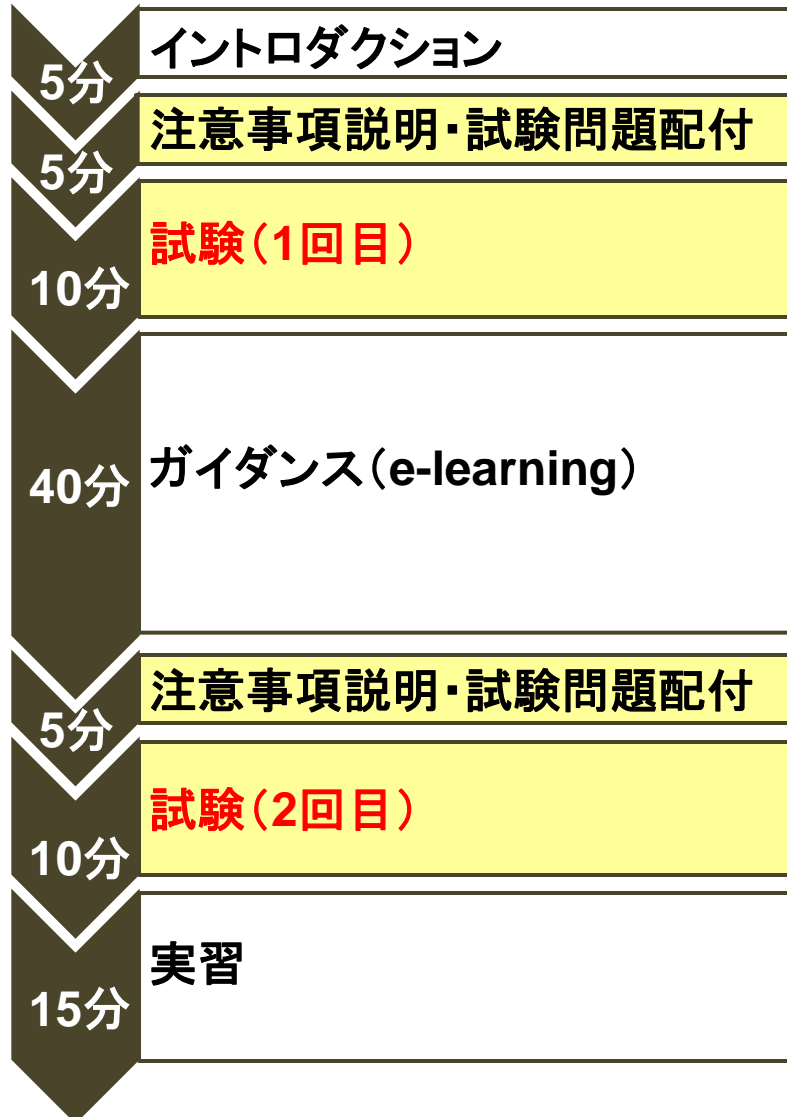 5分
イントロダクション
5分
注意事項説明・試験問題配付
10分
試験（1回目）
40分
ガイダンス（e-learning）
5分
注意事項説明・試験問題配付
10分
試験（2回目）
15分
実習